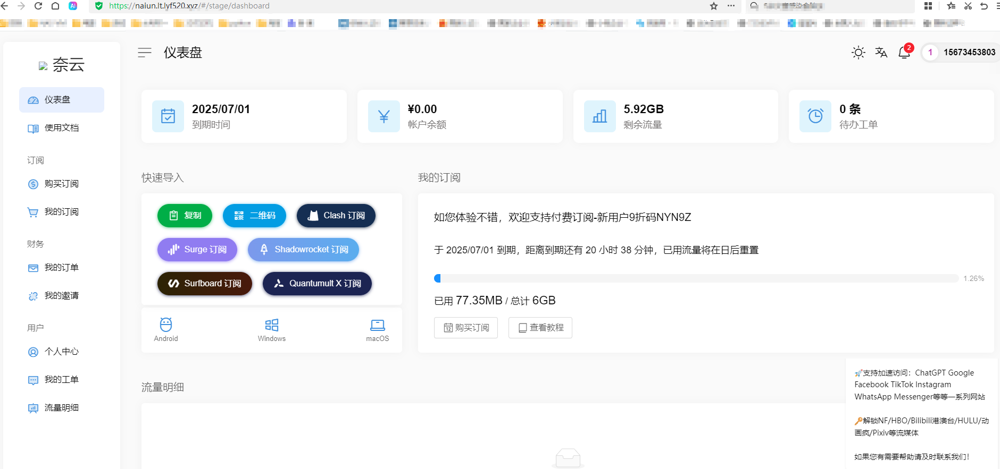 https://naiun.lt.lyf520.xyz/#/stage/dashboard
奈云
仪表盘
使用文档
订阅
购买订阅
我的订阅
财务
我的订单
我的邀请
用户
个人中心
我的工单
流量明细
仪表盘
2
1
15673453803
2025/07/01
到期时间
¥0.00
帐户余额
5.92GB
剩余流量
0 条
待办工单
快速导入
复制
二维码
Clash 订阅
Surge 订阅
Shadowrocket 订阅
Surfboard 订阅
Quantumult X 订阅
Android
Windows
macOS
我的订阅
如您体验不错，欢迎支持付费订阅-新用户9折码NYN9Z
于 2025/07/01 到期，距离到期还有 20 小时 38 分钟，已用流量将在日后重置
1.26%
已用 77.35MB / 总计 6GB
购买订阅
查看教程
流量明细
🚀支持加速访问：ChatGPT Google
Facebook TikTok Instagram
WhatsApp Messenger等等一系列网站
🔑解锁NF/HBO/Bilibili港澳台/HULU/动
画疯/Pixiv等流媒体
如果您有需要帮助请及时联系我们！